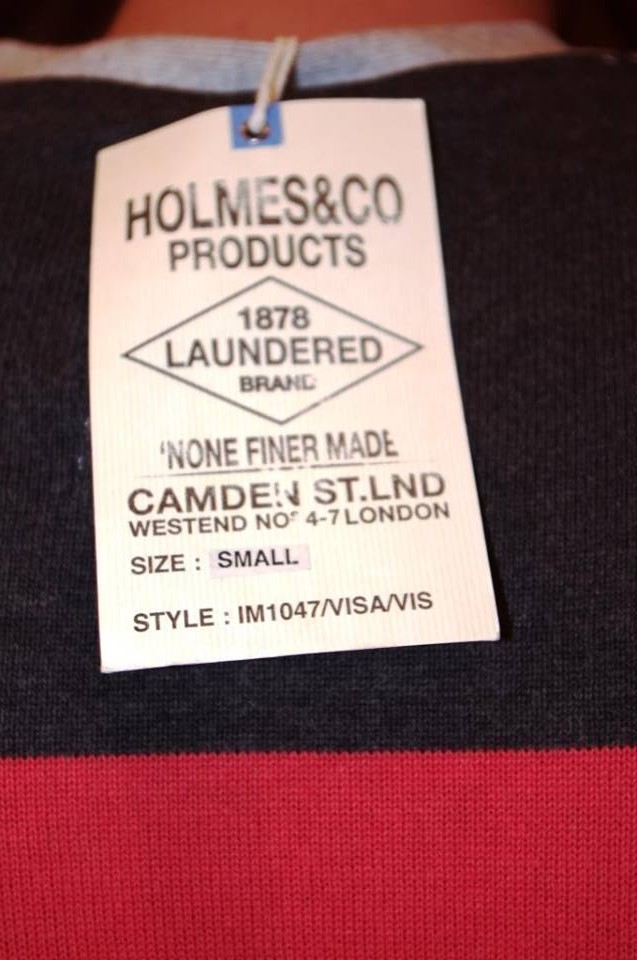 HOLMES&CO
PRODUCTS
1878
LAUNDERED
BRAND
'NONE FINER MADE
CAMDEN ST.LND
WESTEND NOS 4-7 LONDON
SIZE : SMALL
STYLE : IM1047/VISA/VIS